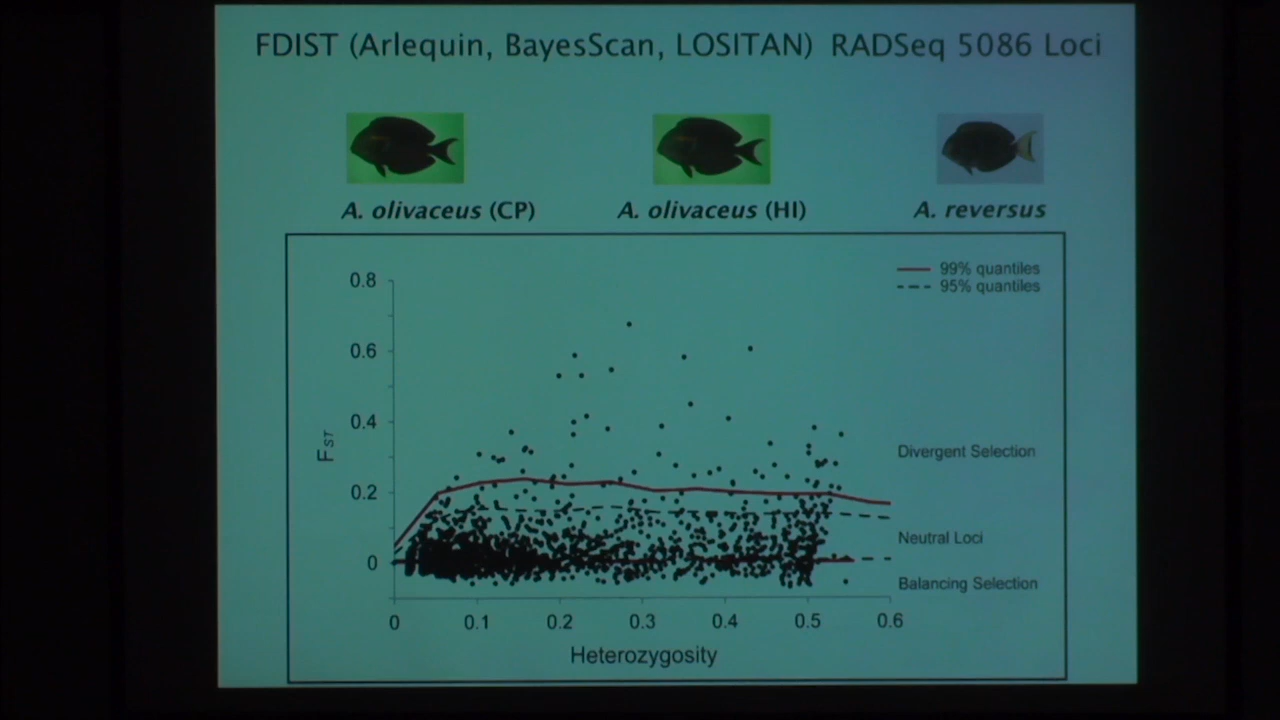 FDIST (Arlequin, BayesScan, LOSITAN) RADSeq 5086 Loci
A. olivaceus (CP)
A. olivaceus (HI)
A. reversus
99% quantiles
95% quantiles
0.8
0.6
0.4
0.2
0
FST
Divergent Selection
Neutral Loci
Balancing Selection
0 0.1 0.2 0.3 0.4 0.5 0.6
Heterozygosity